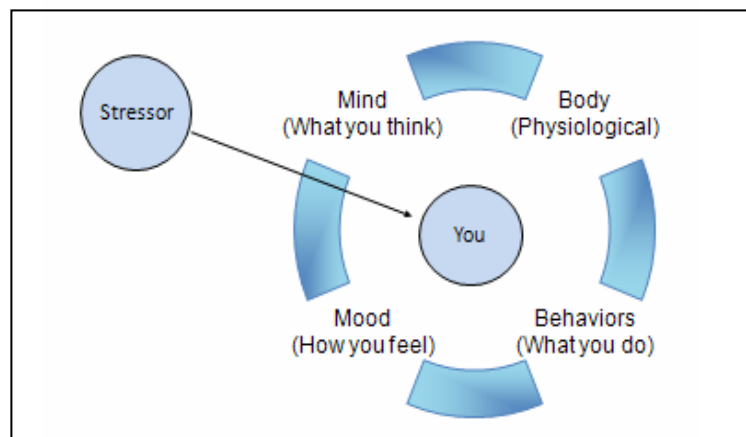 Stressor
Mind
(What you think)
Body
(Physiological)
You
Mood
(How you feel)
Behaviors
(What you do)